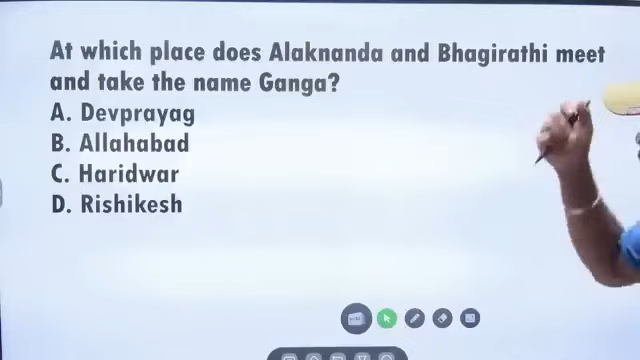 At which place does Alaknanda and Bhagirathi meet
and take the name Ganga?
A. Devprayag
B. Allahabad
C. Haridwar
D. Rishikesh